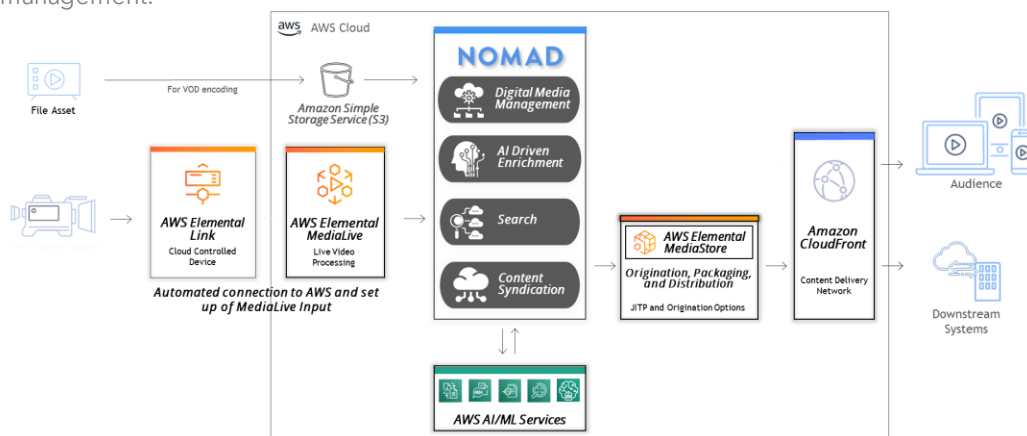 management.
aws AWS Cloud
File Asset
For VOD encoding
Amazon Simple
Storage Service (S3)
NOMAD
Digital Media
Management
AI Driven
Enrichment
Search
Content
Syndication
AWS Elemental
Link
Cloud Controlled
Device
AWS Elemental
MediaLive
Live Video
Processing
Automated connection to AWS and set
up of MediaLive Input
AWS Elemental
MediaStore
Origination, Packaging,
and Distribution
JITP and Origination Options
Amazon
CloudFront
Content Delivery
Network
Audience
Downstream
Systems
AWS AI/ML Services